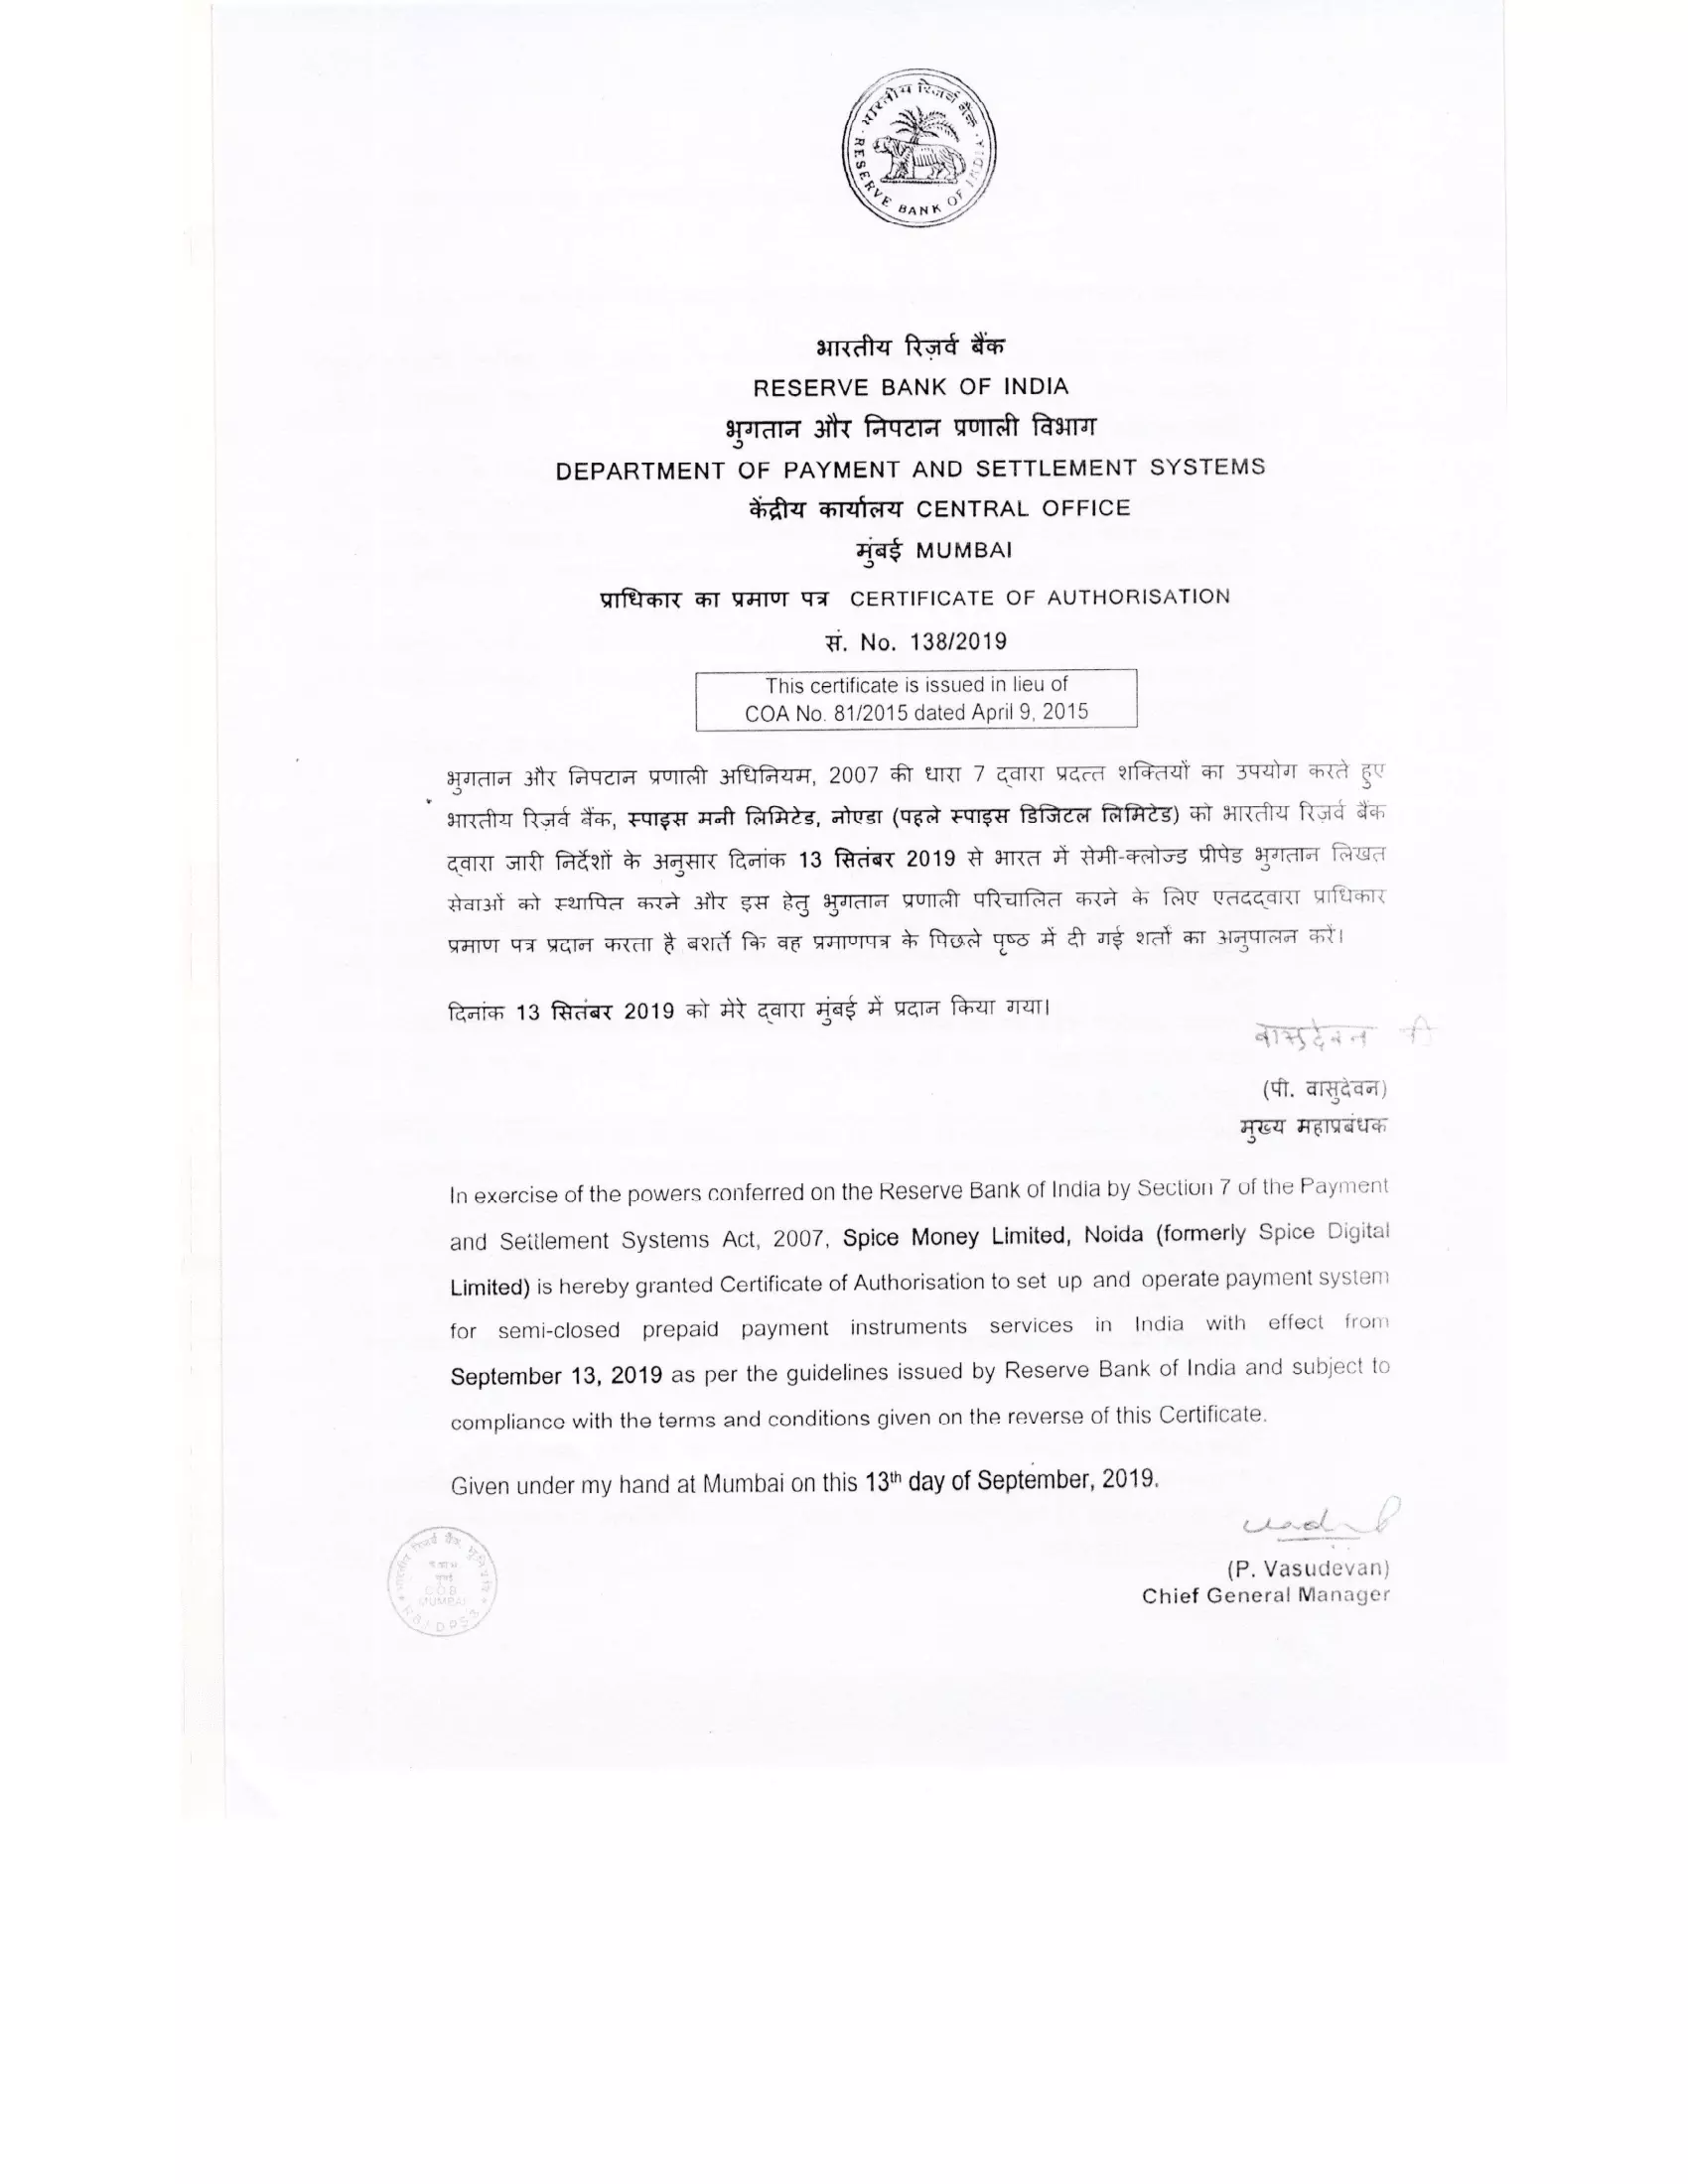 भारतीय रिज़र्व बैंक
RESERVE BANK OF INDIA
भारतीय रिज़र्व बैंक
RESERVE BANK OF INDIA
भुगतान और निपटान प्रणाली विभाग
DEPARTMENT OF PAYMENT AND SETTLEMENT SYSTEMS
केंद्रीय कार्यालय CENTRAL OFFICE
मुंबई MUMBAI
प्राधिकार का प्रमाण पत्र CERTIFICATE OF AUTHORISATION
सं. No. 138/2019
This certificate is issued in lieu of
COA No. 81/2015 dated April 9, 2015
भुगतान और निपटान प्रणाली अधिनियम, 2007 की धारा 7 द्वारा प्रदत्त शक्तियों का उपयोग करते हुए
भारतीय रिज़र्व बैंक, स्पाइस मनी लिमिटेड, नोएडा (पहले स्पाइस डिजिटल लिमिटेड) को भारतीय रिज़र्व बैंक
द्वारा जारी निर्देशों के अनुसार दिनांक 13 सितंबर 2019 से भारत में सेमी-क्लोज्ड प्रीपेड भुगतान लिखत
सेवाओं को स्थापित करने और इस हेतु भुगतान प्रणाली परिचालित करने के लिए एतदद्वारा प्राधिकार
प्रमाण पत्र प्रदान करता है बशर्ते कि वह प्रमाणपत्र के पिछले पृष्ठ में दी गई शर्तों का अनुपालन करें।
दिनांक 13 सितंबर 2019 को मेरे द्वारा मुंबई में प्रदान किया गया।
वासुदेवन पी
(पी. वासुदेवन)
मुख्य महाप्रबंधक
In exercise of the powers conferred on the Reserve Bank of India by Section 7 of the Payment
and Settlement Systems Act, 2007, Spice Money Limited, Noida (formerly Spice Digital
Limited) is hereby granted Certificate of Authorisation to set up and operate payment system
for semi-closed prepaid payment instruments services in India with effect from
September 13, 2019 as per the guidelines issued by Reserve Bank of India and subject to
compliance with the terms and conditions given on the reverse of this Certificate.
Given under my hand at Mumbai on this 13th day of September, 2019.
(P. Vasudevan)
Chief General Manager
मुंबई
MUMBAI